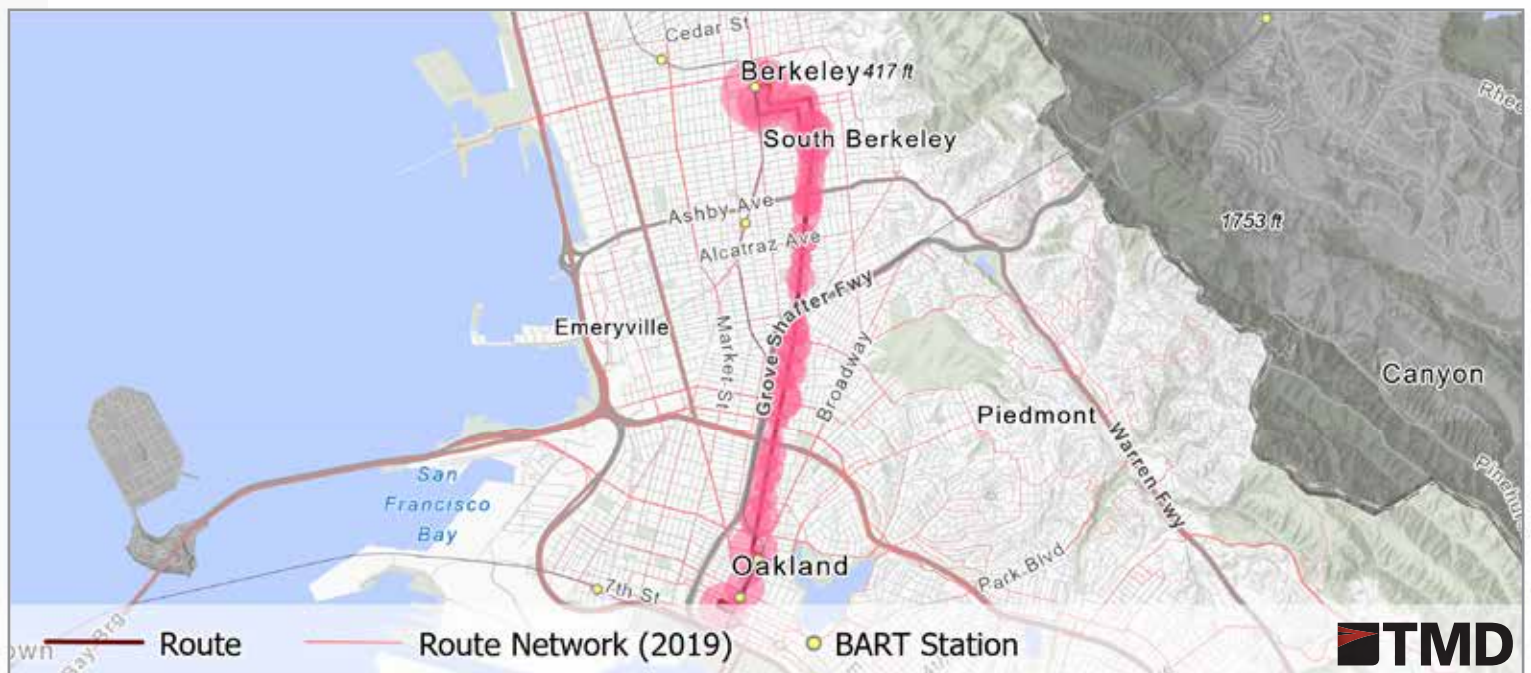 Cedar St
Berkeley 417 ft
South Berkeley
Ashby Ave
Alcatraz Ave
1753 ft
Grove Shafter Fwy
Emeryville
Market St
Broadway
Canyon
Piedmont
Warren Fwy
San
Francisco
Bay
Oakland
7th St
Park Blvd
Route
Route Network (2019)
BART Station
TMD